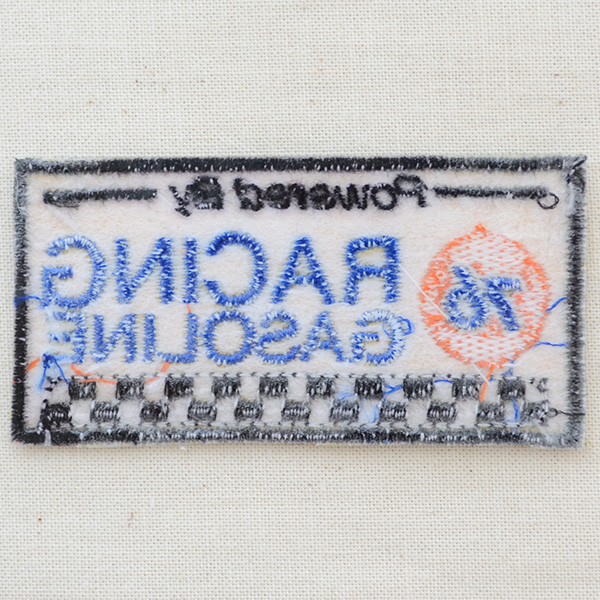 Powered By
76
RACING
GASOLINE